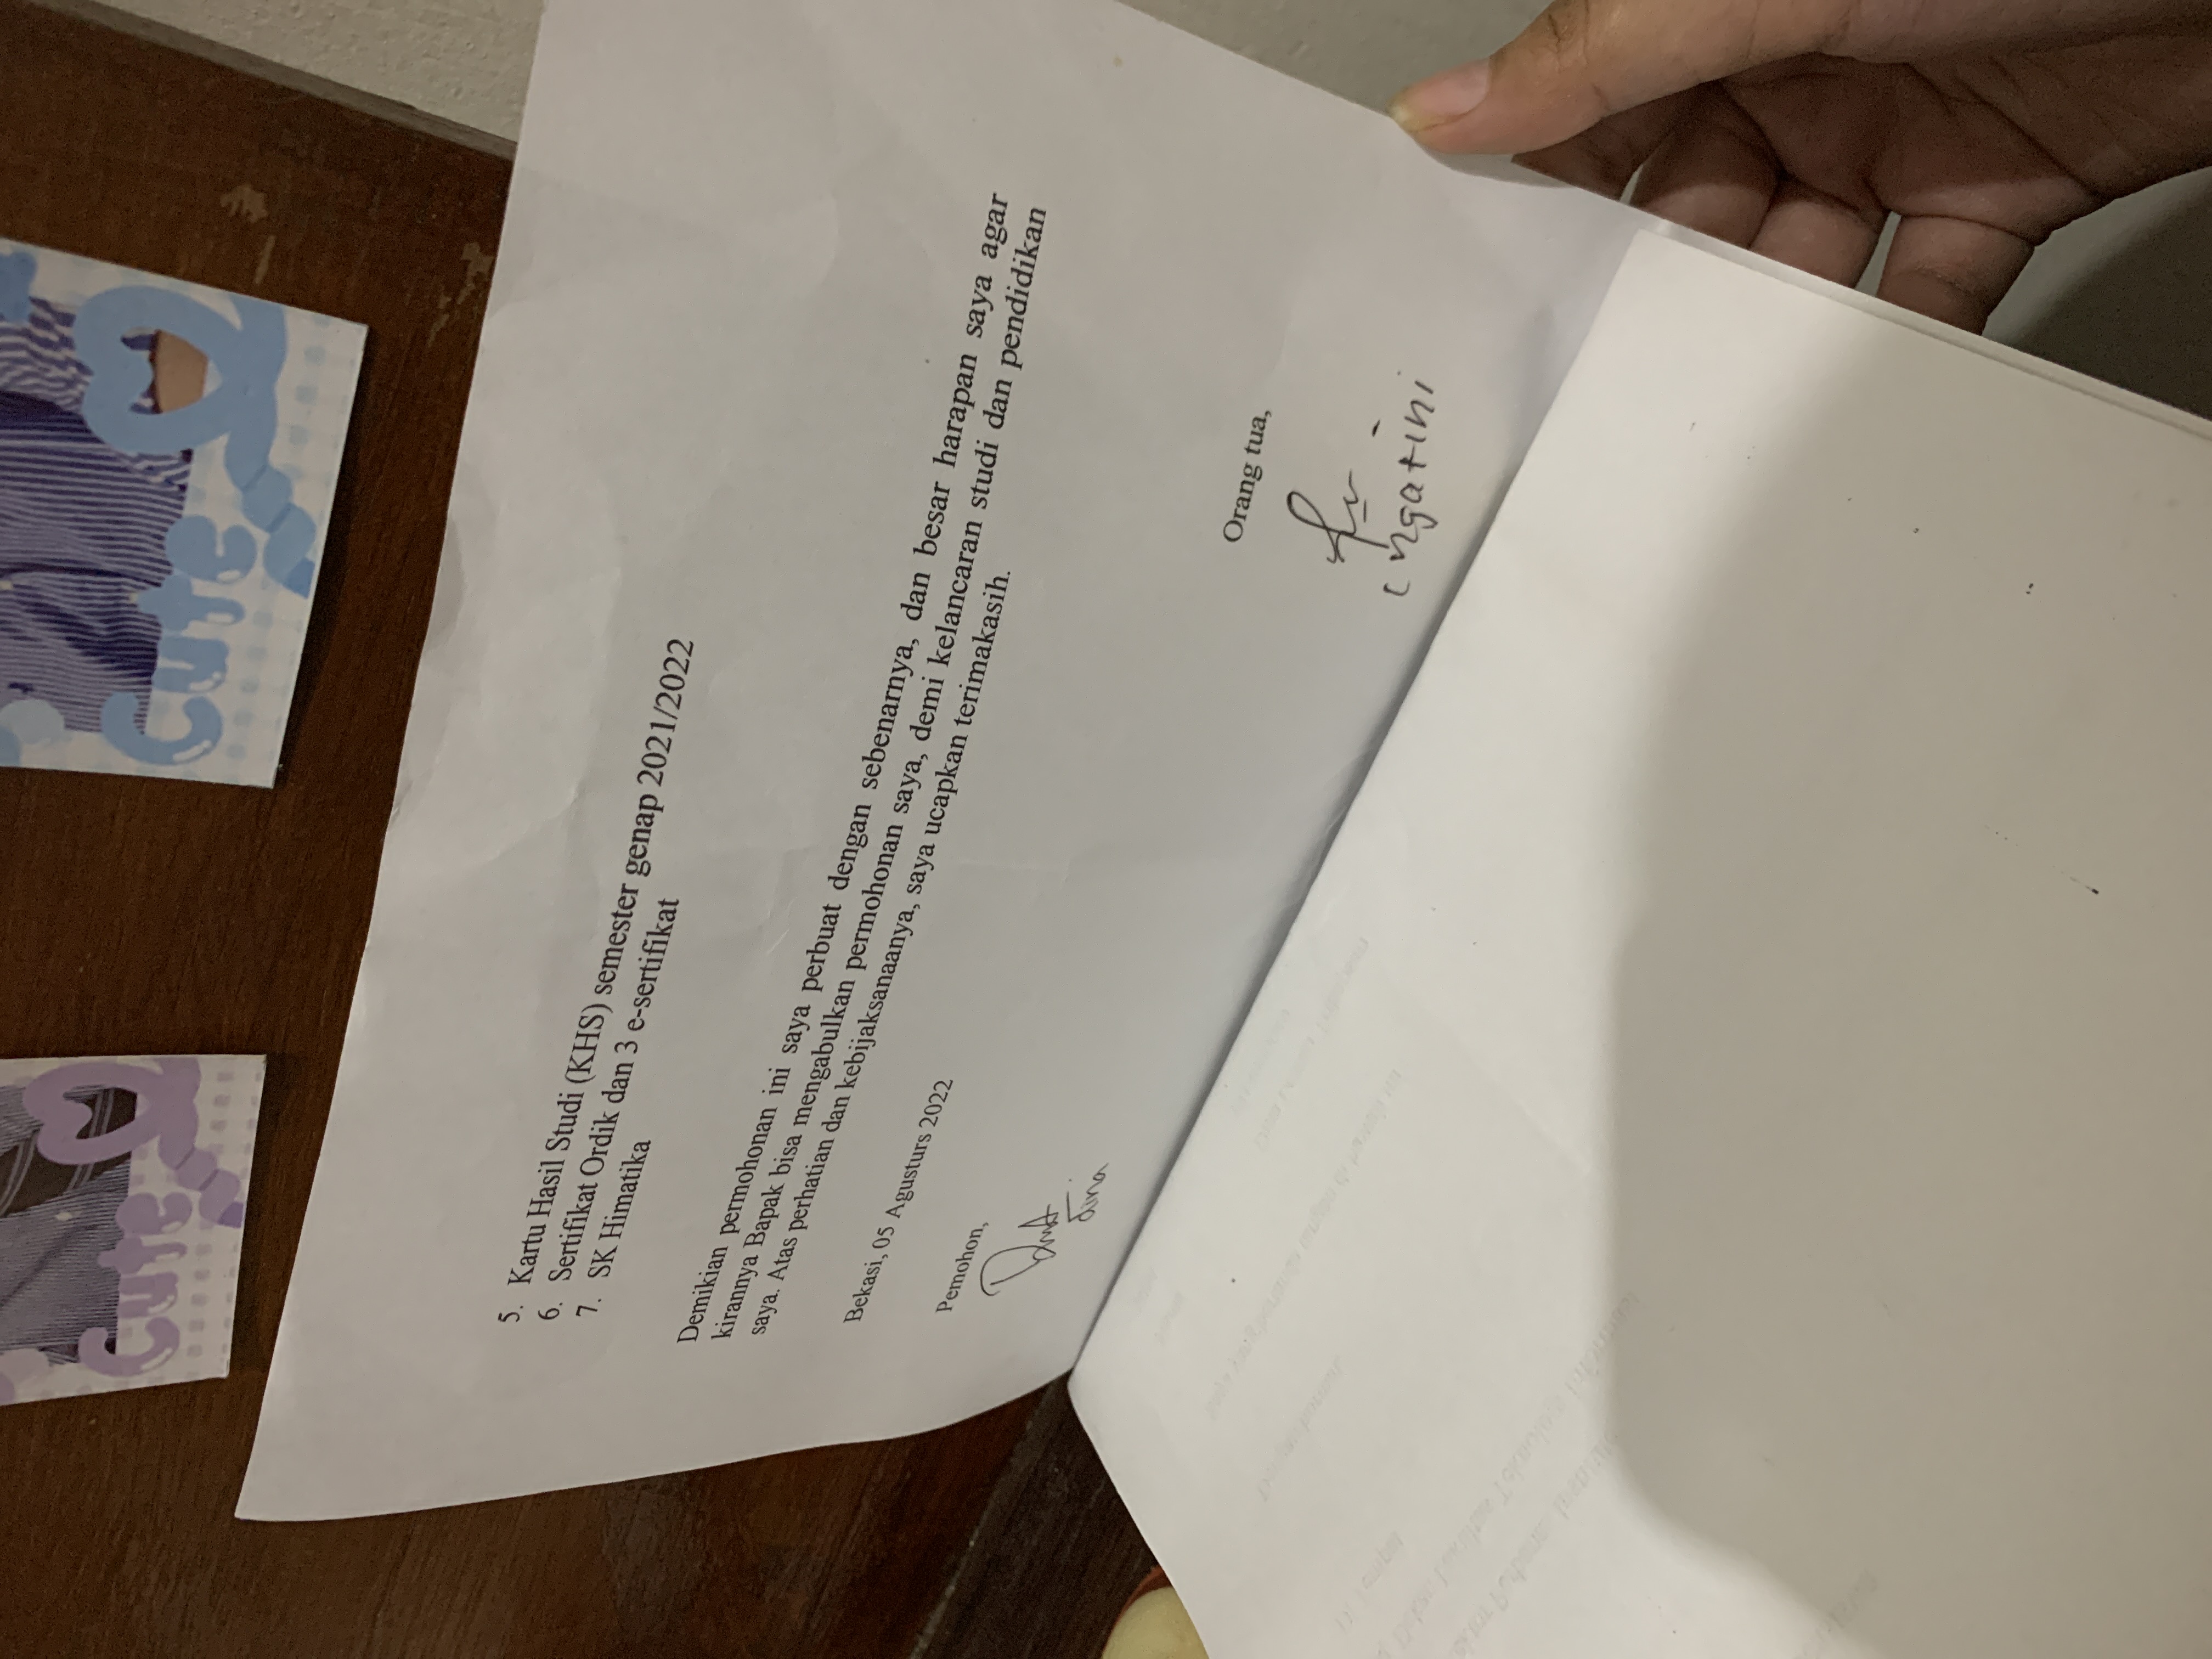 Cute
Cute
5. Kartu Hasil Studi (KHS) semester genap 2021/2022
6. Sertifikat Ordik dan 3 e-sertifikat
7. SK Himatika
Demikian permohonan ini saya perbuat dengan sebenarnya, dan besar harapan saya agar
kirannya Bapak bisa mengabulkan permohonan saya, demi kelancaran studi dan pendidikan
saya. Atas perhatian dan kebijaksanaanya, saya ucapkan terimakasih.
Bekasi, 05 Agusturs 2022
Pemohon,
dina
Orang tua,
ingatini